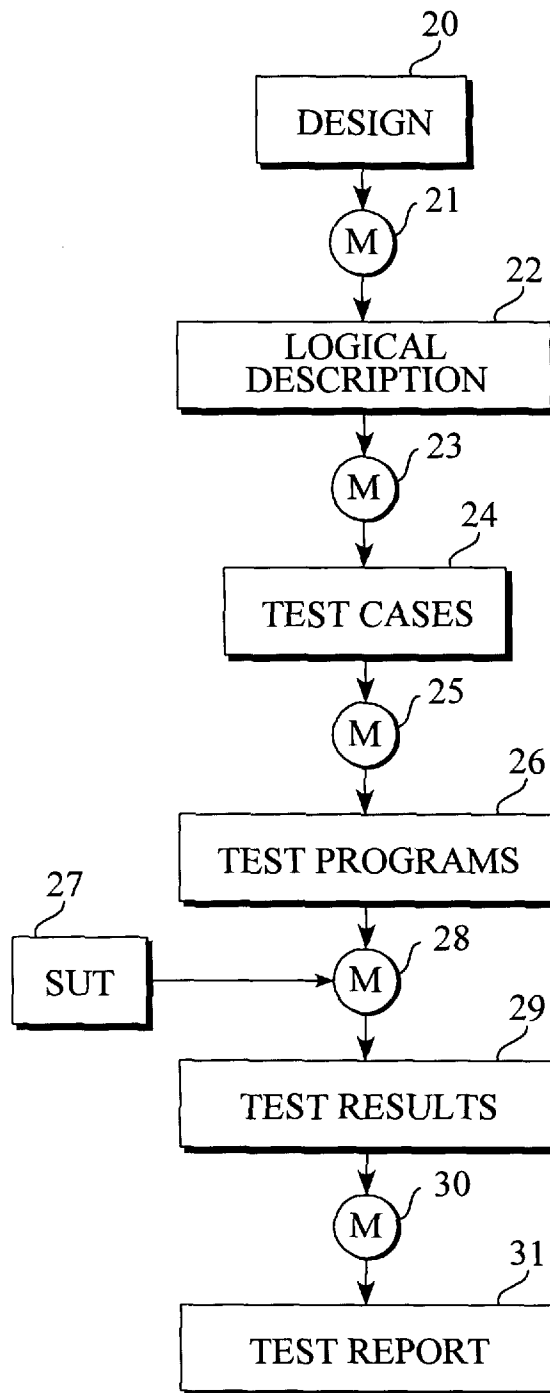 20
DESIGN
21
M
22
LOGICAL
DESCRIPTION
23
M
24
TEST CASES
25
M
26
TEST PROGRAMS
27
SUT
28
M
29
TEST RESULTS
30
M
31
TEST REPORT